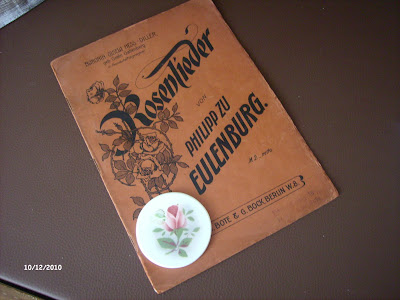 Rosenlieder
VON
PHILIPP ZU
EULENBURG.
BOTE & G. BOCK BERLIN W.8.
10/12/2010